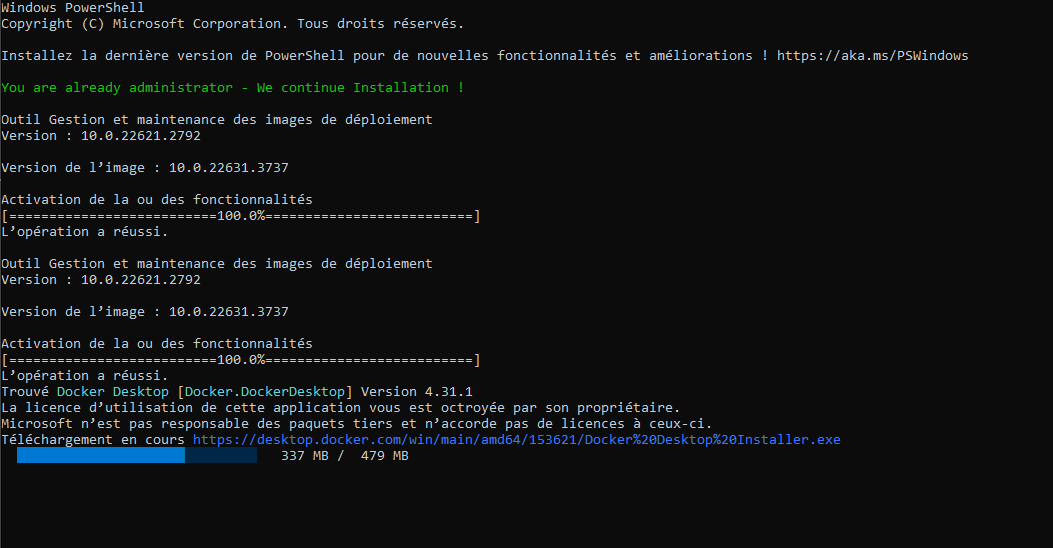 Windows PowerShell
Copyright (C) Microsoft Corporation. Tous droits réservés.
Installez la dernière version de PowerShell pour de nouvelles fonctionnalités et améliorations ! https://aka.ms/PSWindows
You are already administrator - We continue Installation !
Outil Gestion et maintenance des images de déploiement
Version : 10.0.22621.2792
Version de l’image : 10.0.22631.3737
Activation de la ou des fonctionnalités
[==========================100.0%==========================]
L’opération a réussi.
Outil Gestion et maintenance des images de déploiement
Version : 10.0.22621.2792
Version de l’image : 10.0.22631.3737
Activation de la ou des fonctionnalités
[==========================100.0%==========================]
L’opération a réussi.
Trouvé Docker Desktop [Docker.DockerDesktop] Version 4.31.1
La licence d’utilisation de cette application vous est octroyée par son propriétaire.
Microsoft n’est pas responsable des paquets tiers et n’accorde pas de licences à ceux-ci.
Téléchargement en cours https://desktop.docker.com/win/main/amd64/153621/Docker%20Desktop%20Installer.exe
337 MB / 479 MB